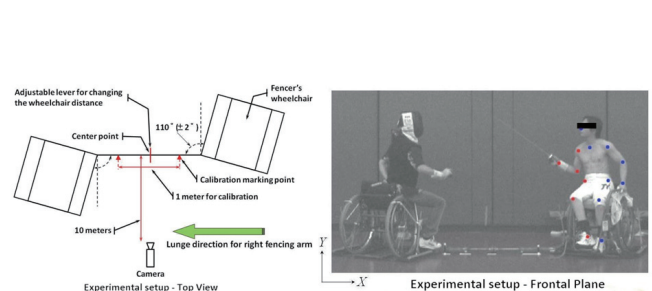 Adjustable lever for changing
the wheelchair distance
Fencer's
wheelchair
Center point
110° (± 2°)
Calibration marking point
1 meter for calibration
10 meters
Lunge direction for right fencing arm
Camera
Experimental setup - Top View
Y
X
Experimental setup - Frontal Plane